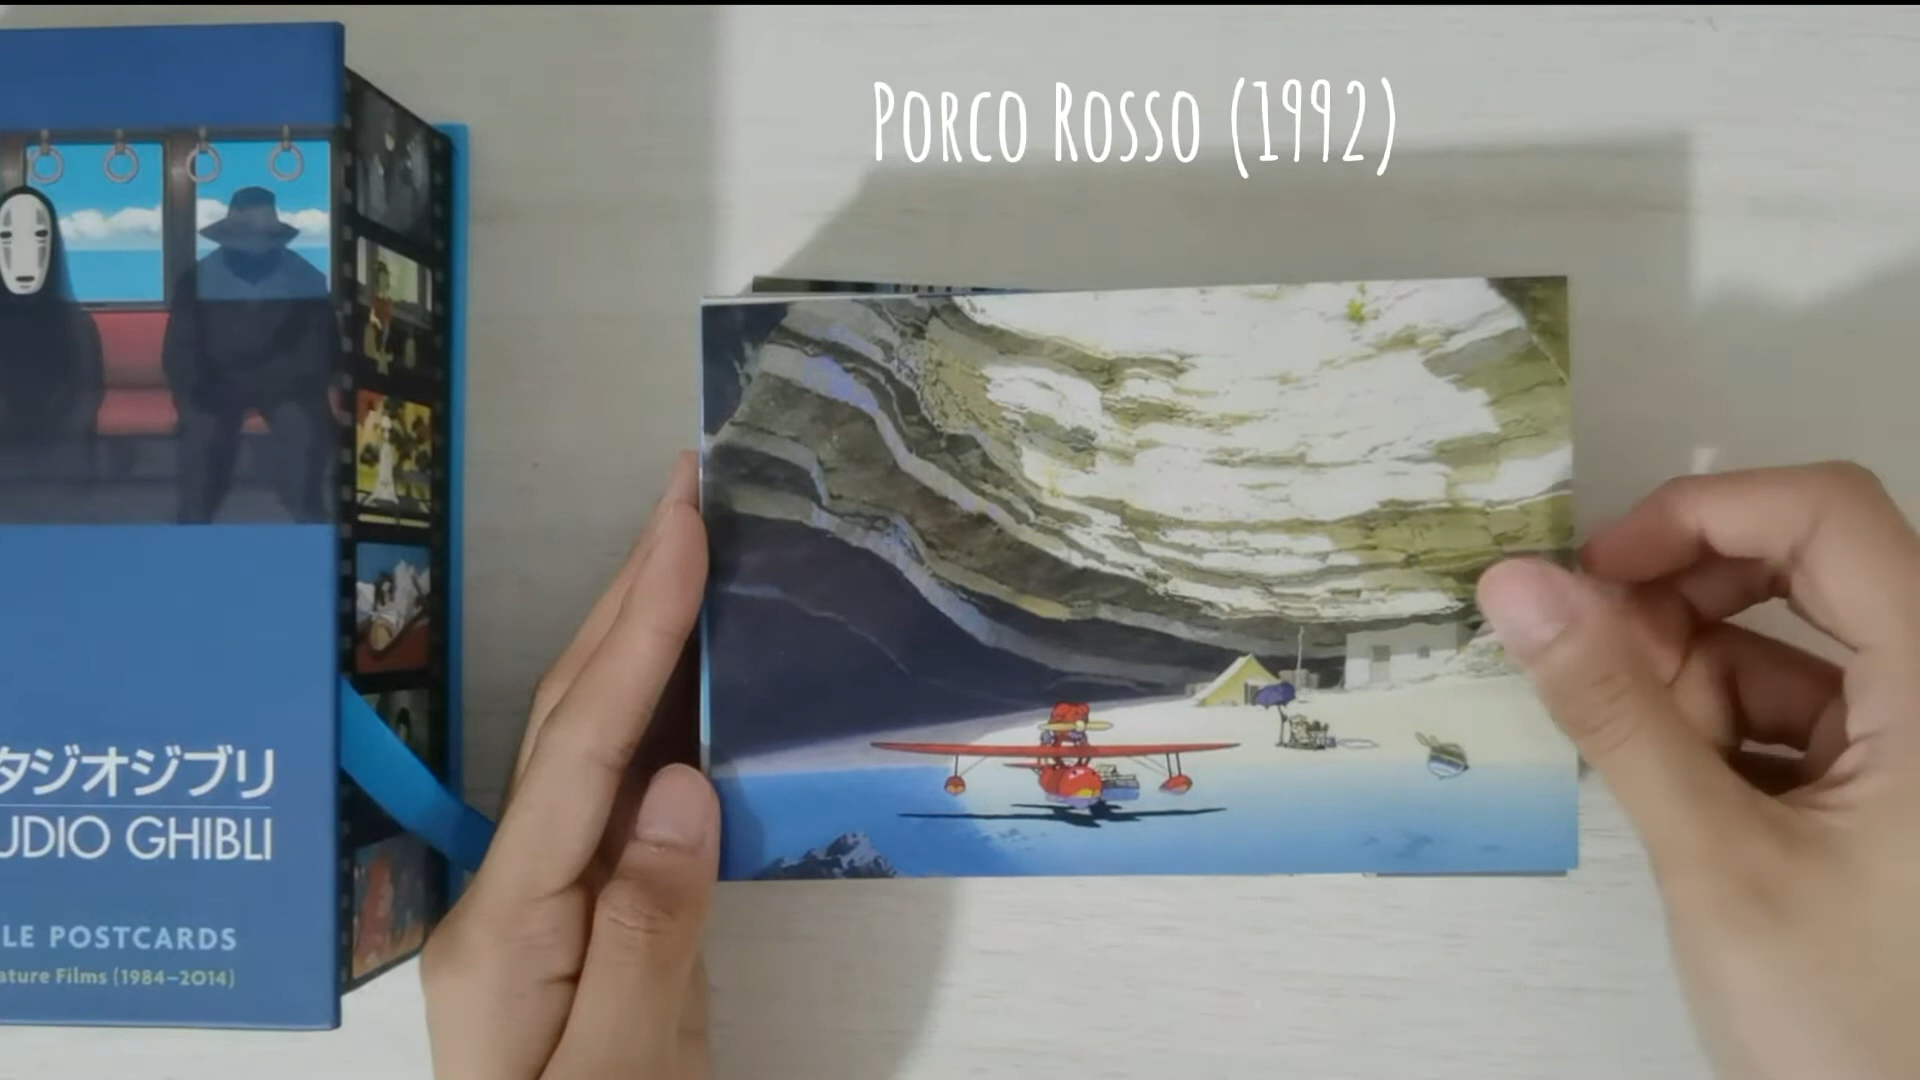 PORCO ROSSO (1992)
タジオジブリ
UDIO GHIBLI
LE POSTCARDS
ature Films (1984–2014)